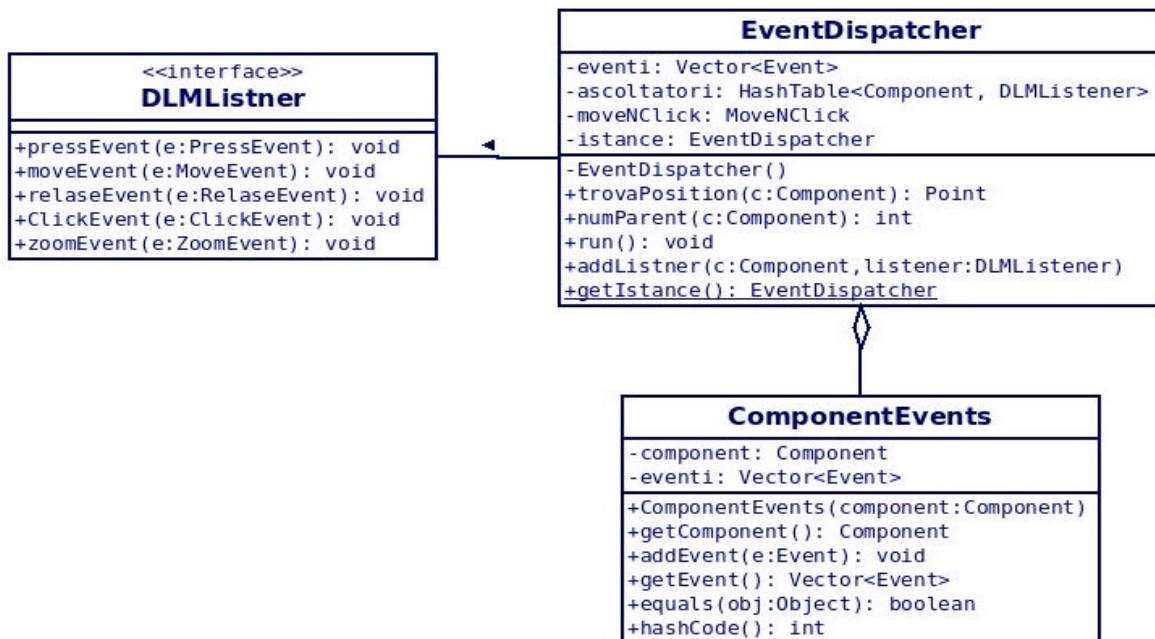 <<interface>>
DLMListner
+pressEvent(e:PressEvent): void
+moveEvent(e:MoveEvent): void
+relaseEvent(e:RelaseEvent): void
+ClickEvent(e:ClickEvent): void
+zoomEvent(e:ZoomEvent): void
EventDispatcher
-eventi: Vector<Event>
-ascoltatori: HashTable<Component, DLMListener>
-moveNClick: MoveNClick
-istance: EventDispatcher
-EventDispatcher()
+trovaPosition(c:Component): Point
+numParent(c:Component): int
+run(): void
+addListner(c:Component,listener:DLMListener)
+getIstance(): EventDispatcher
ComponentEvents
-component: Component
-eventi: Vector<Event>
+ComponentEvents(component:Component)
+getComponent(): Component
+addEvent(e:Event): void
+getEvent(): Vector<Event>
+equals(obj:Object): boolean
+hashCode(): int